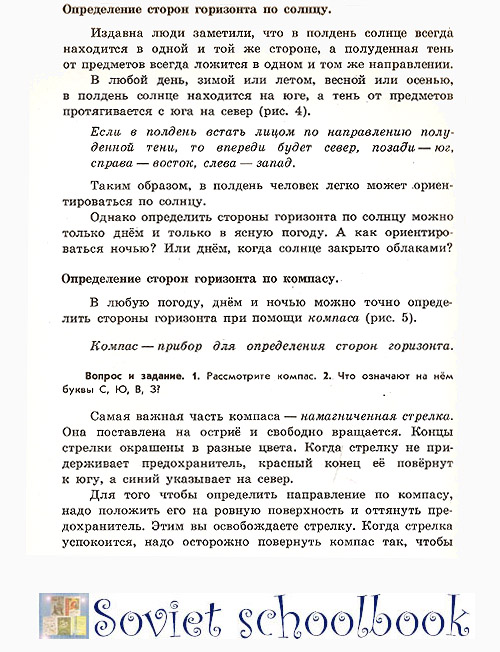 Определение сторон горизонта по солнцу.
Издавна люди заметили, что в полдень солнце всегда
находится в одной и той же стороне, а полуденная тень
от предметов всегда ложится в одном и том же направлении.
В любой день, зимой или летом, весной или осенью,
в полдень солнце находится на юге, а тень от предметов
протягивается с юга на север (рис. 4).
Если в полдень встать лицом по направлению полу-
денной тени, то впереди будет север, позади — юг,
справа — восток, слева — запад.
Таким образом, в полдень человек легко может ориен-
тироваться по солнцу.
Однако определить стороны горизонта по солнцу можно
только днём и только в ясную погоду. А как ориентиро-
ваться ночью? Или днём, когда солнце закрыто облаками?
Определение сторон горизонта по компасу.
В любую погоду, днём и ночью можно точно опреде-
лить стороны горизонта при помощи компаса (рис. 5).
Компас — прибор для определения сторон горизонта.
Вопрос и задание. 1. Рассмотрите компас. 2. Что означают на нём
буквы С, Ю, В, З?
Самая важная часть компаса — намагниченная стрелка.
Она поставлена на остриё и свободно вращается. Концы
стрелки окрашены в разные цвета. Когда стрелку не при-
держивает предохранитель, красный конец её повёрнут
к югу, а синий указывает на север.
Для того чтобы определить направление по компасу,
надо положить его на ровную поверхность и оттянуть пре-
дохранитель. Этим вы освобождаете стрелку. Когда стрелка
успокоится, надо осторожно повернуть компас так, чтобы
Soviet schoolbook